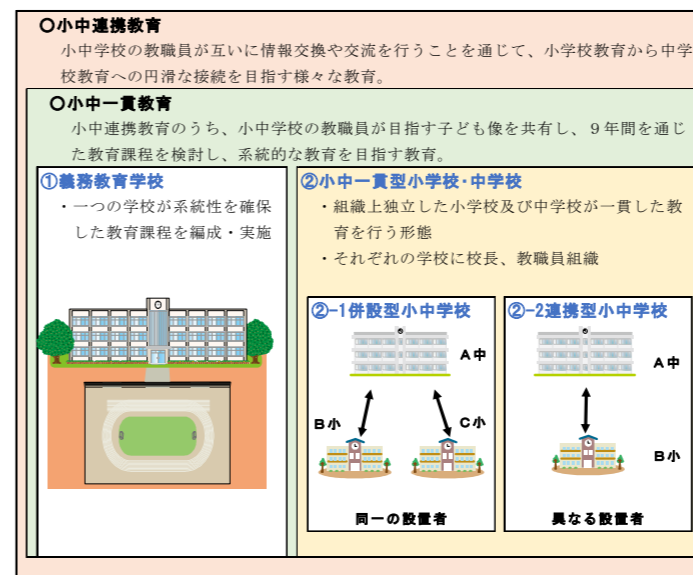 〇小中連携教育
小中学校の教職員が互いに情報交換や交流を行うことを通じて、小学校教育から中学
校教育への円滑な接続を目指す様々な教育。
〇小中一貫教育
小中連携教育のうち、小中学校の教職員が目指す子ども像を共有し、９年間を通じ
た教育課程を検討し、系統的な教育を目指す教育。
①義務教育学校
・一つの学校が系統性を確保
した教育課程を編成・実施
②小中一貫型小学校・中学校
・組織上独立した小学校及び中学校が一貫した教
育を行う形態
・それぞれの学校に校長、教職員組織
②-1併設型小中学校
A中
B小
C小
同一の設置者
②-2連携型小中学校
A中
B小
異なる設置者